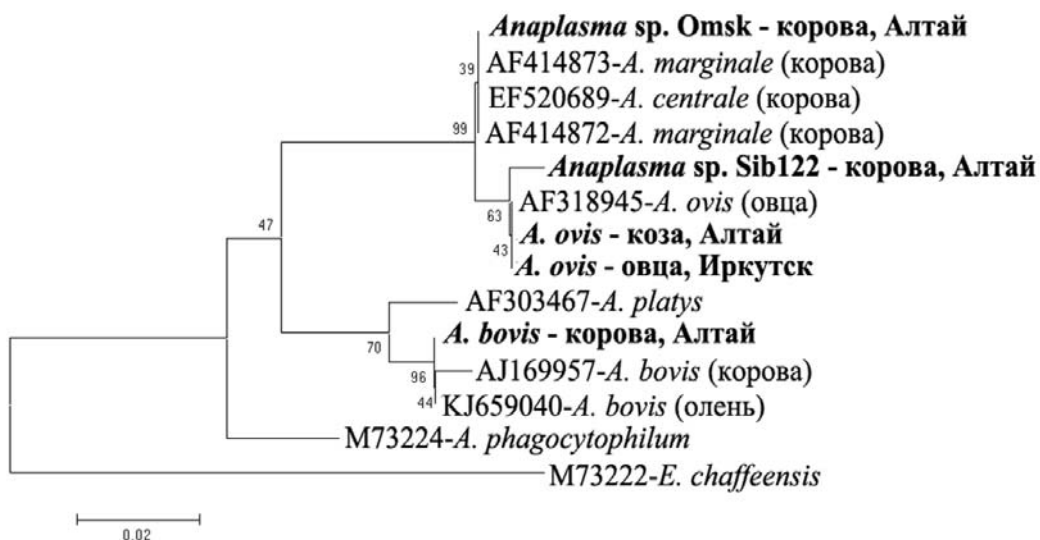 Anaplasma sp. Omsk - корова, Алтай
39
AF414873-A. marginale (корова)
EF520689-A. centrale (корова)
99
AF414872-A. marginale (корова)
Anaplasma sp. Sib122 - корова, Алтай
AF318945-A. ovis (овца)
63
47
A. ovis - коза, Алтай
43
A. ovis - овца, Иркутск
AF303467-A. platys
A. bovis - корова, Алтай
70
AJ169957-A. bovis (корова)
96
44
KJ659040-A. bovis (олень)
M73224-A. phagocytophilum
M73222-E. chaffeensis
0.02